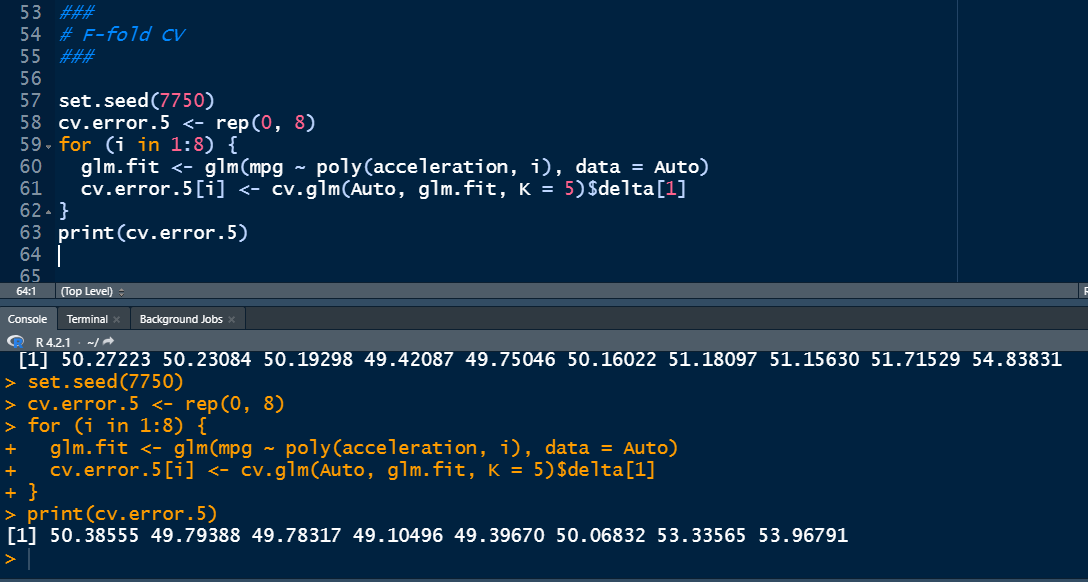 53 ###
54 # F-fold CV
55 ###
56
57 set.seed(7750)
58 cv.error.5 <- rep(0, 8)
59 for (i in 1:8) {
60   glm.fit <- glm(mpg ~ poly(acceleration, i), data = Auto)
61   cv.error.5[i] <- cv.glm(Auto, glm.fit, K = 5)$delta[1]
62 }
63 print(cv.error.5)
64
65
64:1 (Top Level)
Console Terminal Background Jobs
R 4.2.1 · ~/
[1] 50.27223 50.23084 50.19298 49.42087 49.75046 50.16022 51.18097 51.15630 51.71529 54.83831
> set.seed(7750)
> cv.error.5 <- rep(0, 8)
> for (i in 1:8) {
+   glm.fit <- glm(mpg ~ poly(acceleration, i), data = Auto)
+   cv.error.5[i] <- cv.glm(Auto, glm.fit, K = 5)$delta[1]
+ }
> print(cv.error.5)
[1] 50.38555 49.79388 49.78317 49.10496 49.39670 50.06832 53.33565 53.96791
>